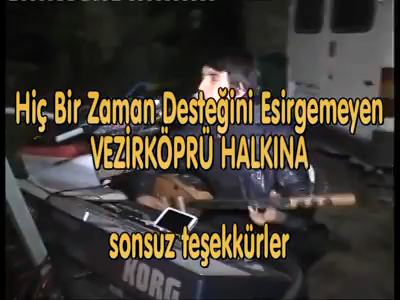 Hiç Bir Zaman Desteğini Esirgemeyen
VEZİRKÖPRÜ HALKINA
sonsuz teşekkürler
KORG